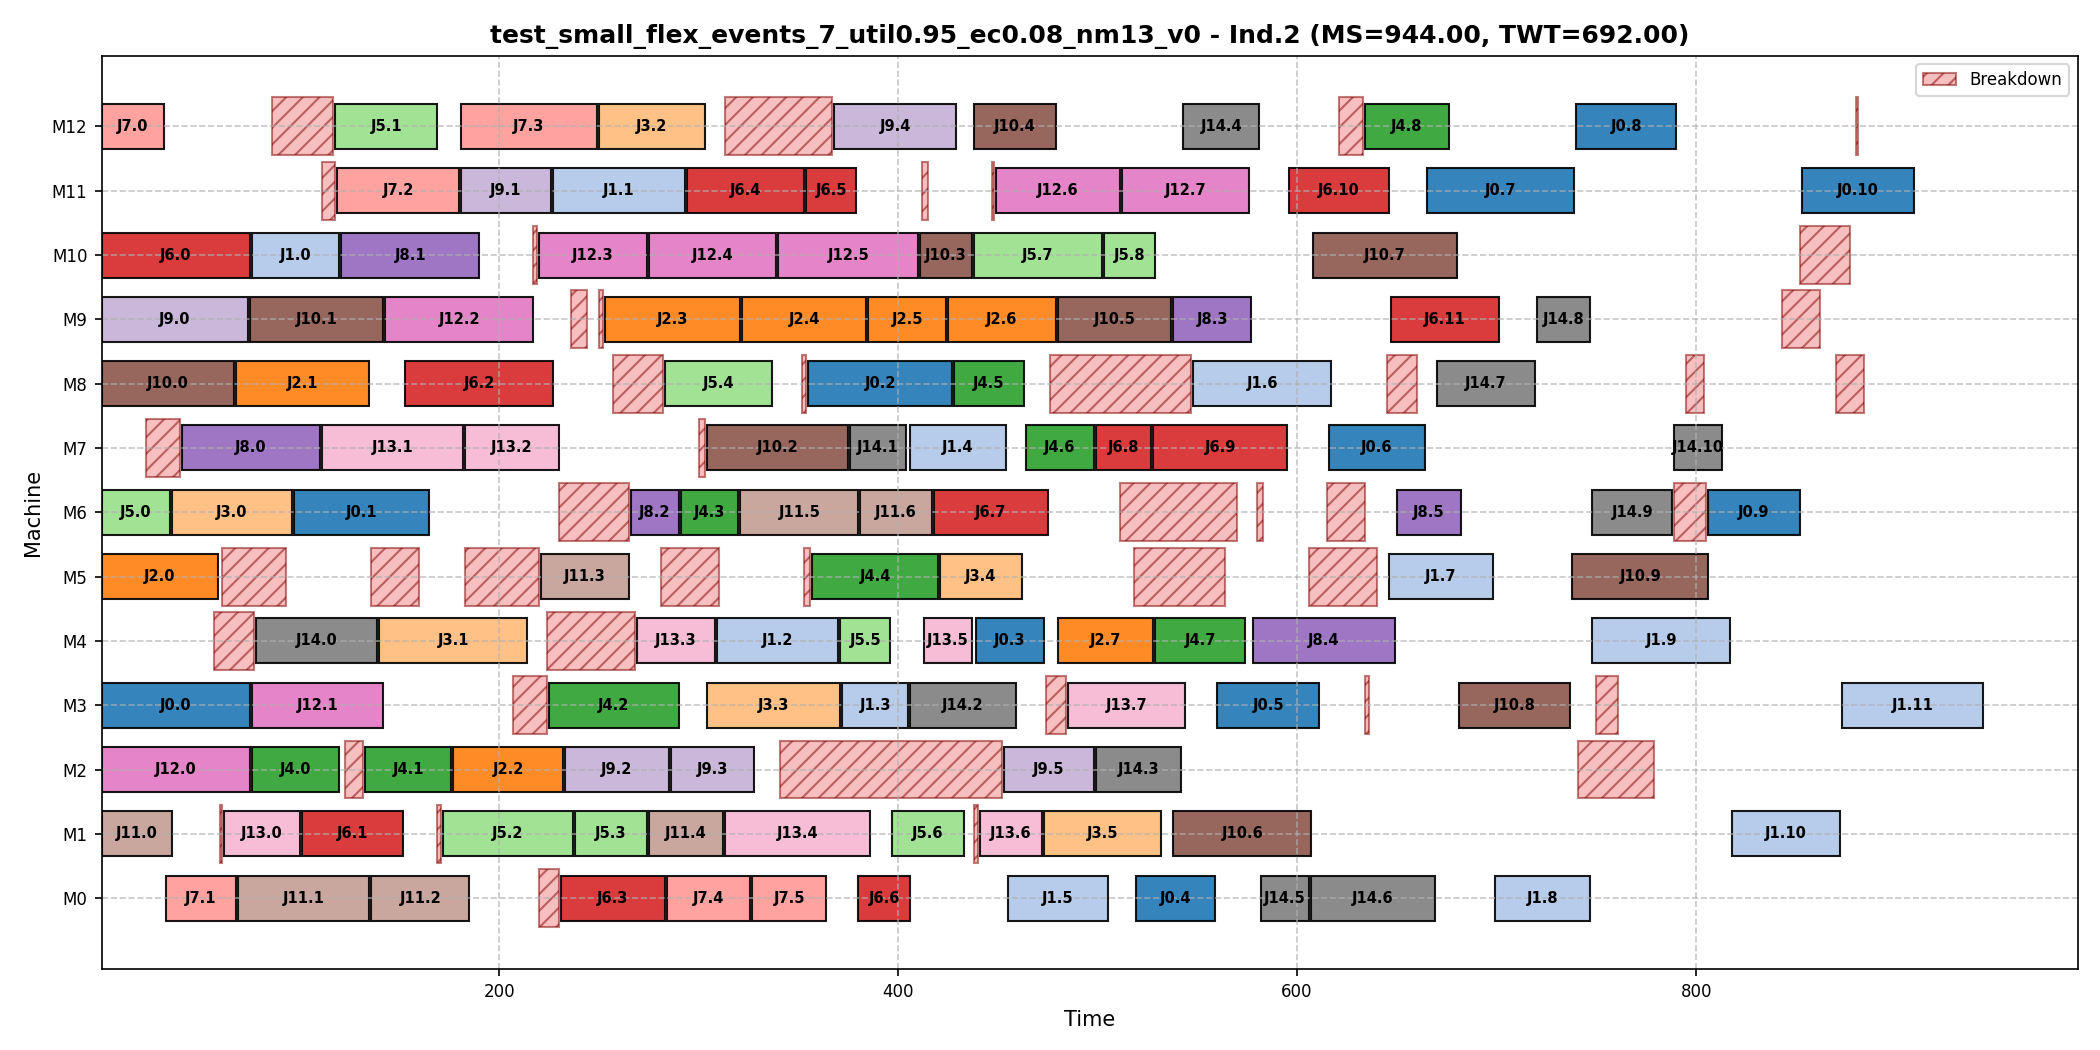 test_small_flex_events_7_util0.95_ec0.08_nm13_v0 - Ind.2 (MS=944.00, TWT=692.00)
Breakdown
M12 J7.0 J5.1 J7.3 J3.2 J9.4 J10.4 J14.4 J4.8 J0.8
M11 J7.2 J9.1 J1.1 J6.4 J6.5 J12.6 J12.7 J6.10 J0.7 J0.10
M10 J6.0 J1.0 J8.1 J12.3 J12.4 J12.5 J10.3 J5.7 J5.8 J10.7
M9 J9.0 J10.1 J12.2 J2.3 J2.4 J2.5 J2.6 J10.5 J8.3 J6.11 J14.8
M8 J10.0 J2.1 J6.2 J5.4 J0.2 J4.5 J1.6 J14.7
M7 J8.0 J13.1 J13.2 J10.2 J14.1 J1.4 J4.6 J6.8 J6.9 J0.6 J14.10
M6 J5.0 J3.0 J0.1 J8.2 J4.3 J11.5 J11.6 J6.7 J8.5 J14.9 J0.9
M5 J2.0 J11.3 J4.4 J3.4 J1.7 J10.9
M4 J14.0 J3.1 J13.3 J1.2 J5.5 J13.5 J0.3 J2.7 J4.7 J8.4 J1.9
M3 J0.0 J12.1 J4.2 J3.3 J1.3 J14.2 J13.7 J0.5 J10.8 J1.11
M2 J12.0 J4.0 J4.1 J2.2 J9.2 J9.3 J9.5 J14.3
M1 J11.0 J13.0 J6.1 J5.2 J5.3 J11.4 J13.4 J5.6 J13.6 J3.5 J10.6 J1.10
M0 J7.1 J11.1 J11.2 J6.3 J7.4 J7.5 J6.6 J1.5 J0.4 J14.5 J14.6 J1.8
Machine
200 400 600 800
Time